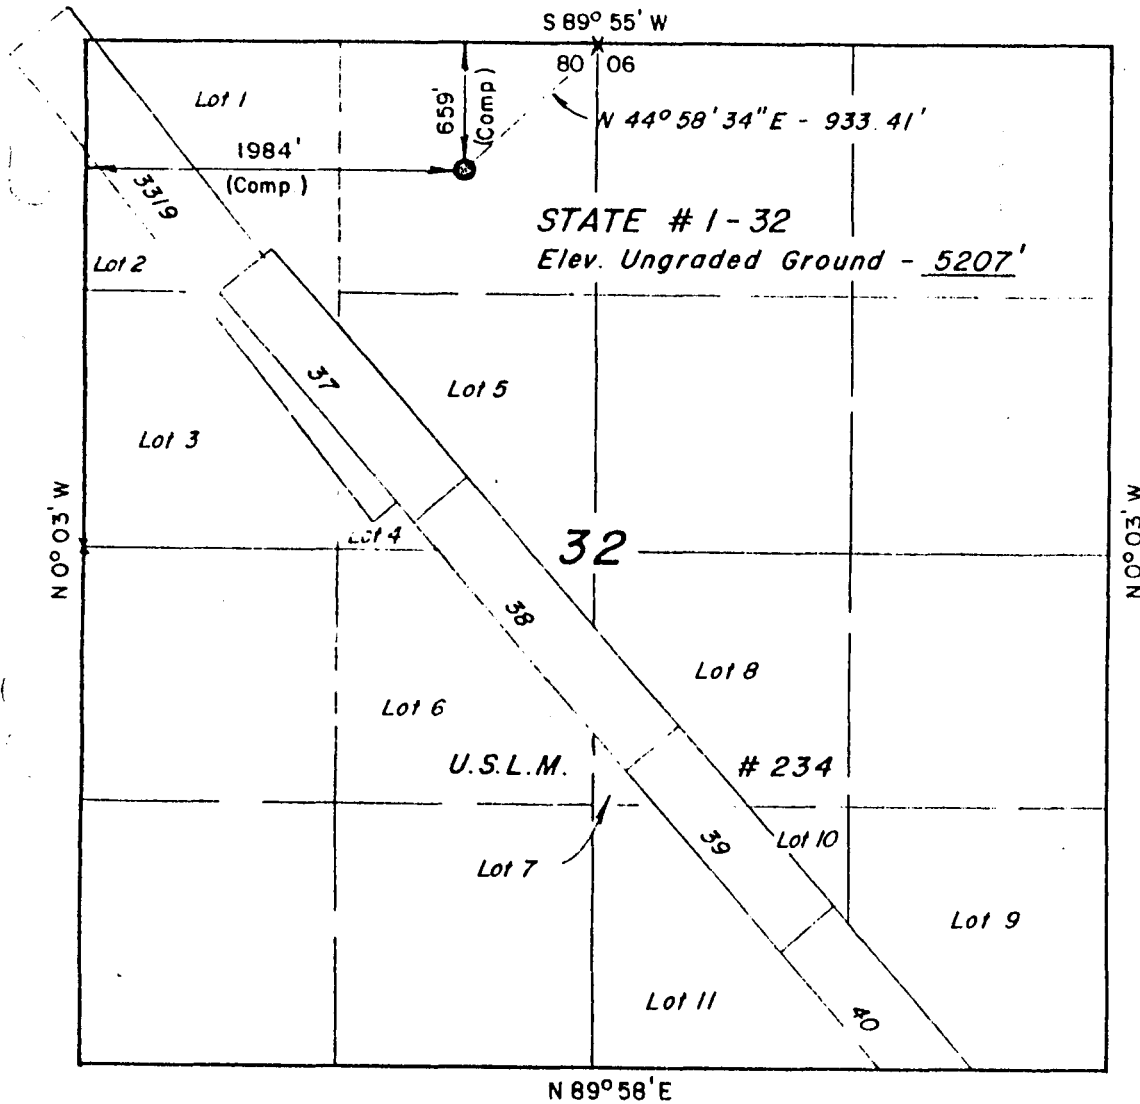 S 89° 55' W
80 06
Lot 1
659'
(Comp)
N 44° 58' 34" E - 933.41'
1984'
(Comp)
3319
STATE # 1-32
Elev. Ungraded Ground - 5207'
Lot 2
37
Lot 5
Lot 3
N 0° 03' W
N 0° 03' W
Lot 4
32
38
Lot 8
Lot 6
U.S.L.M. # 234
39
Lot 10
Lot 7
Lot 9
Lot 11
40
N 89° 58' E